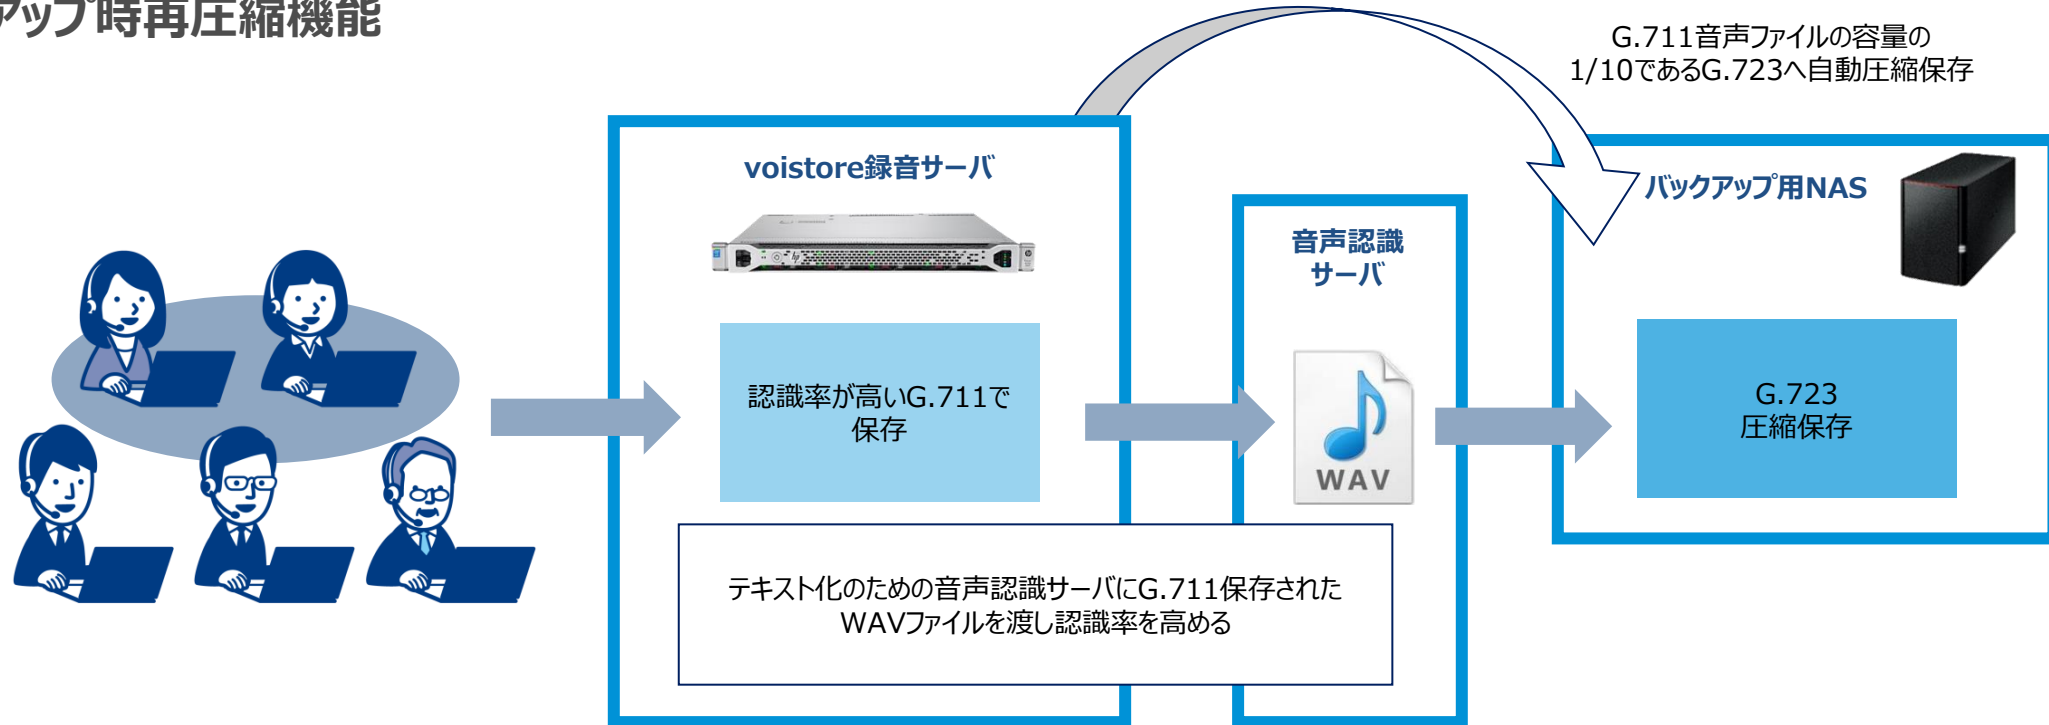 アップ時再圧縮機能
G.711音声ファイルの容量の
1/10であるG.723へ自動圧縮保存
voistore録音サーバ
バックアップ用NAS
音声認識
サーバ
認識率が高いG.711で
保存
WAV
G.723
圧縮保存
テキスト化のための音声認識サーバにG.711保存された
WAVファイルを渡し認識率を高める